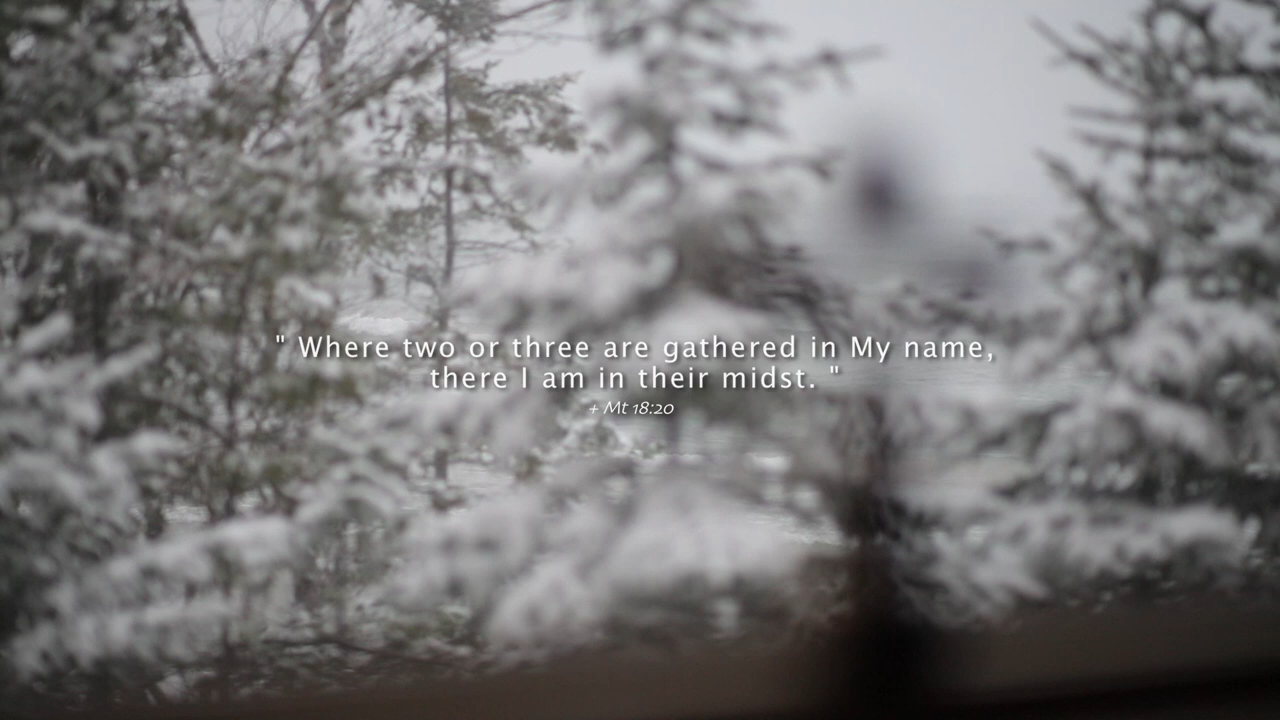 " Where two or three are gathered in My name,
there I am in their midst. "
+ Mt 18:20